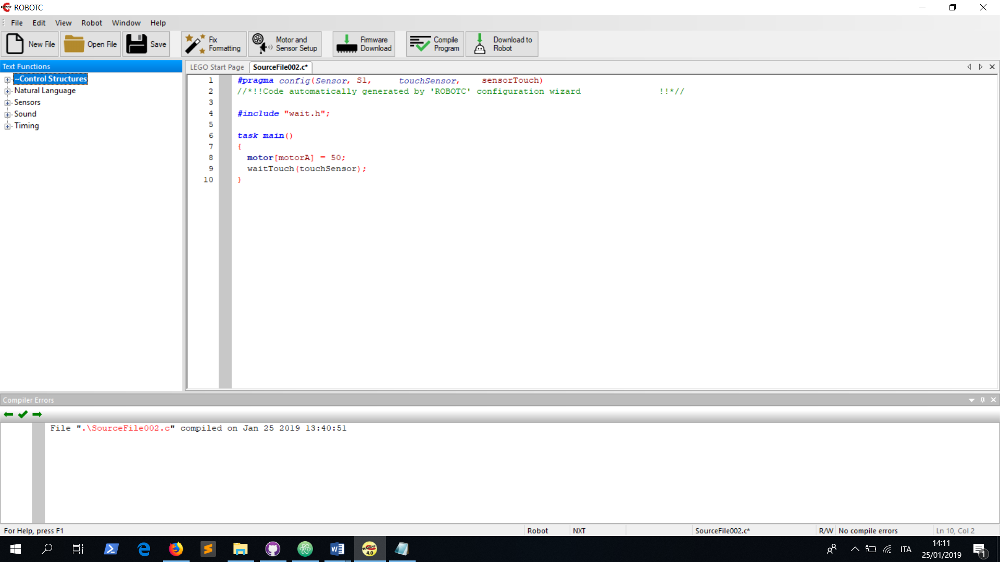 ROBOTC
File Edit View Robot Window Help
New File Open File Save Fix Formatting Motor and Sensor Setup Firmware Download Compile Program Download to Robot
Text Functions
~Control Structures
Natural Language
Sensors
Sound
Timing
LEGO Start Page SourceFile002.c*
1 #pragma config(Sensor, S1, touchSensor, sensorTouch)
2 //*!!Code automatically generated by 'ROBOTC' configuration wizard !!*//
3
4 #include "wait.h";
5
6 task main()
7 {
8 motor[motorA] = 50;
9 waitTouch(touchSensor);
10 }
Compiler Errors
File ".\SourceFile002.c" compiled on Jan 25 2019 13:40:51
For Help, press F1 Robot NXT SourceFile002.c* R/W No compile errors Ln 10, Col 2
4.0
ITA
14:11
25/01/2019
1